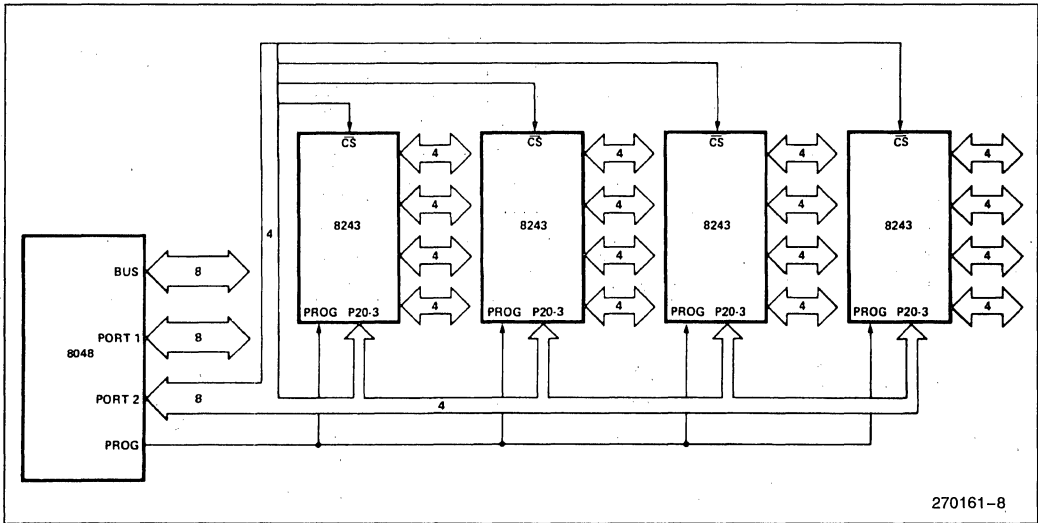 CS CS CS CS
4 4 4 4
4 4 4 4
8243 8243 8243 8243
4
4 4 4 4
BUS 8
4 4 4 4
PROG P20-3 PROG P20-3 PROG P20-3 PROG P20-3
PORT 1 8
8048
PORT 2 8 4
PROG
270161-8